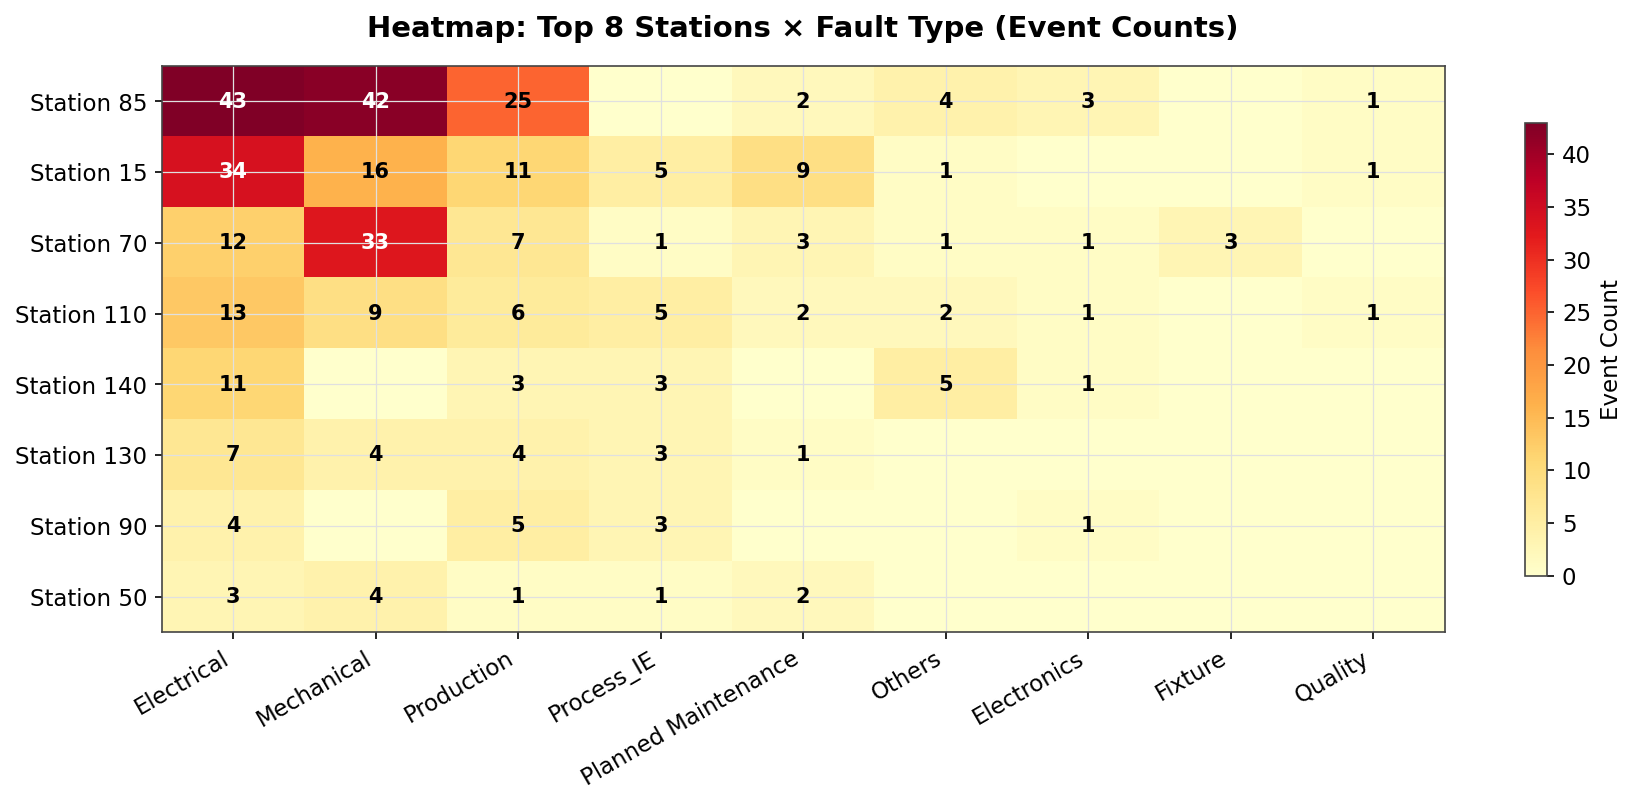 Heatmap: Top 8 Stations × Fault Type (Event Counts)
Station 85 43 42 25 2 4 3 1
Station 15 34 16 11 5 9 1 1
Station 70 12 33 7 1 3 1 1 3
Station 110 13 9 6 5 2 2 1 1
Station 140 11 3 3 5 1
Station 130 7 4 4 3 1
Station 90 4 5 3 1
Station 50 3 4 1 1 2
Electrical
Mechanical
Production
Process_IE
Planned Maintenance
Others
Electronics
Fixture
Quality
40
35
30
25
20
15
10
5
0
Event Count